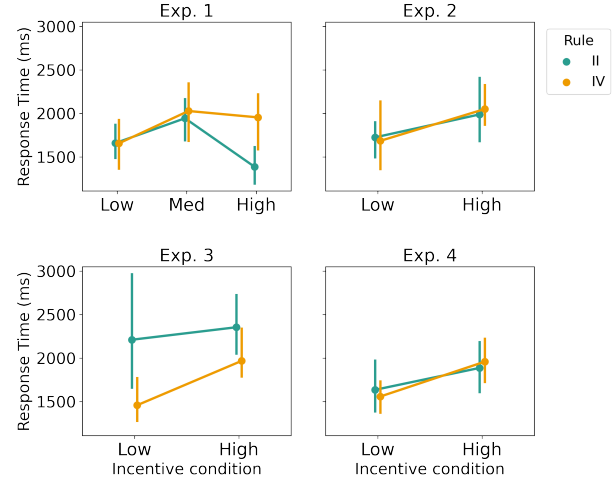 Exp. 1
Exp. 2
Response Time (ms)
3000
2500
2000
1500
Low Med High
Low High
Rule
II
IV
Exp. 3
Exp. 4
Response Time (ms)
3000
2500
2000
1500
Low High
Low High
Incentive condition
Incentive condition